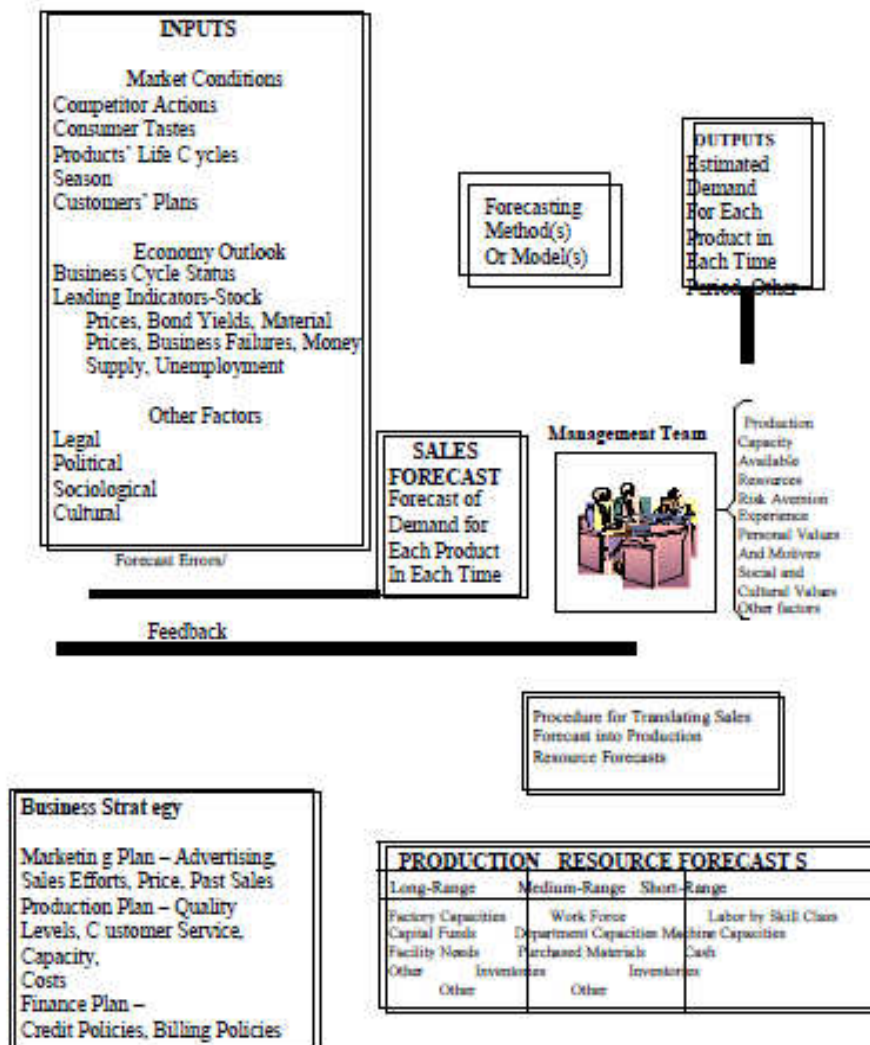 INPUTS
Market Conditions
Competitor Actions
Consumer Tastes
Products' Life C ycles
Season
Customers' Plans
Economy Outlook
Business Cycle Status
Leading Indicators-Stock
Prices, Bond Yields, Material
Prices, Business Failures, Money
Supply, Unemployment
Other Factors
Legal
Political
Sociological
Cultural
Forecasting
Method(s)
Or Model(s)
OUTPUTS
Estimated
Demand
For Each
Product in
Each Time
Period, Other
SALES
FORECAST
Forecast of
Demand for
Each Product
In Each Time
Management Team
Production
Capacity
Available
Resources
Risk Aversion
Experience
Personal Values
And Motives
Social and
Cultural Values
Other factors
Forecast Errors/
Feedback
Procedure for Translating Sales
Forecast into Production
Resource Forecasts
Business Strat egy
Marketin g Plan – Advertising,
Sales Efforts, Price, Past Sales
Production Plan – Quality
Levels, C ustomer Service,
Capacity,
Costs
Finance Plan –
Credit Policies, Billing Policies
PRODUCTION RESOURCE FORECAST S
Long-Range Medium-Range Short-Range
Factory Capacities Work Force Labor by Skill Class
Capital Funds Department Capacities Machine Capacities
Facility Needs Purchased Materials Cash
Other Inventories Inventories
Other Other